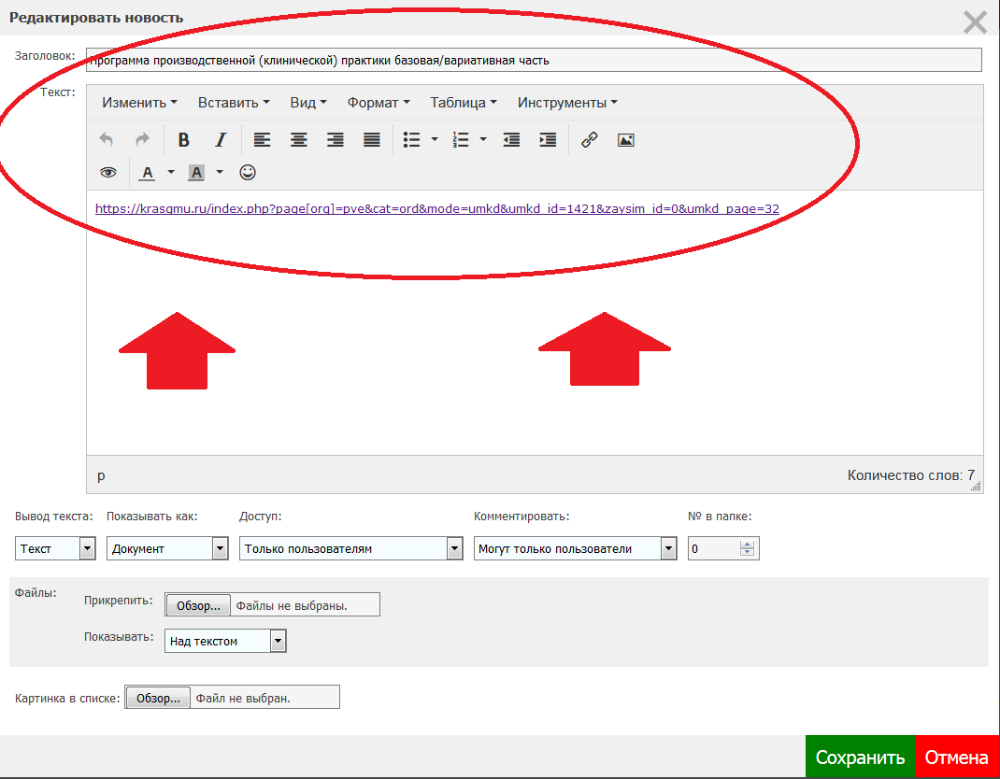 Редактировать новость
Заголовок:
Программа производственной (клинической) практики базовая/вариативная часть
Текст:
Изменить Вставить Вид Формат Таблица Инструменты
B I
A A
https://krasgmu.ru/index.php?page[org]=pve&cat=ord&mode=umkd&umkd_id=1421&zaysim_id=0&umkd_page=32
p Количество слов: 7
Вывод текста: Показывать как: Доступ: Комментировать: № в папке:
Текст Документ Только пользователям Могут только пользователи 0
Файлы:
Прикрепить: Обзор... Файлы не выбраны.
Показывать: Над текстом
Картинка в списке: Обзор... Файл не выбран.
Сохранить Отмена